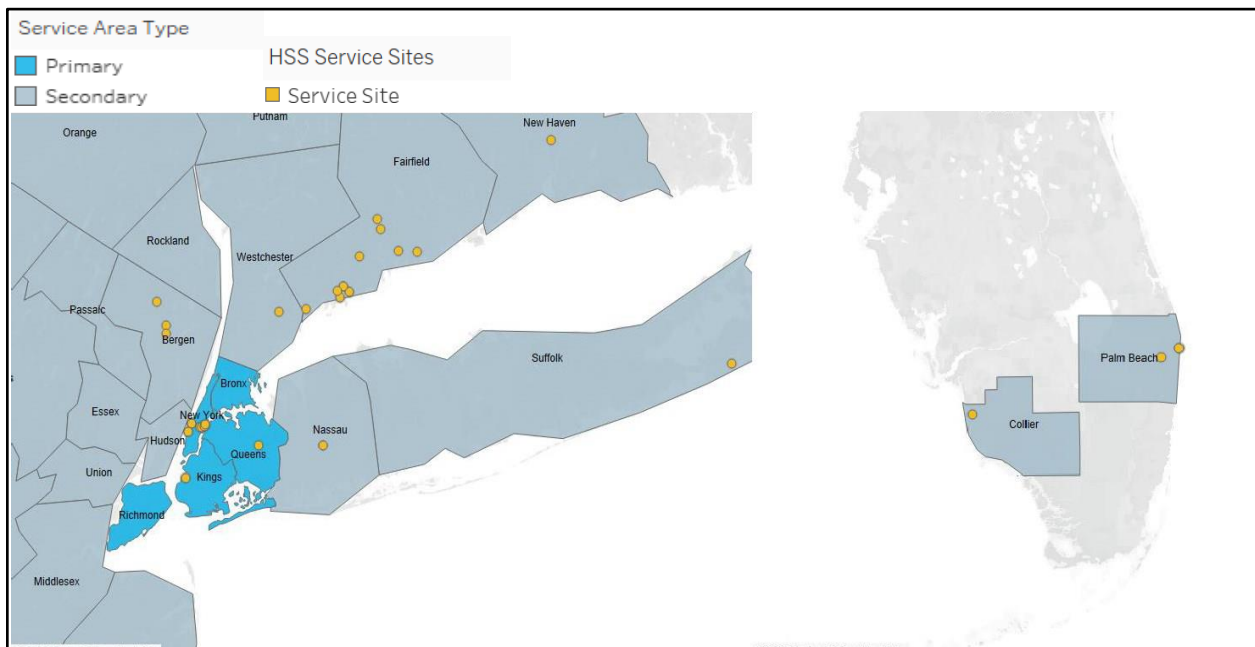 Service Area Type
Primary
Secondary
HSS Service Sites
Service Site
Orange
Putnam
New Haven
Fairfield
Rockland
Westchester
Passaic
Bergen
Suffolk
Bronx
Essex
New York
Hudson
Nassau
Queens
Union
Kings
Richmond
Middlesex
Palm Beach
Collier